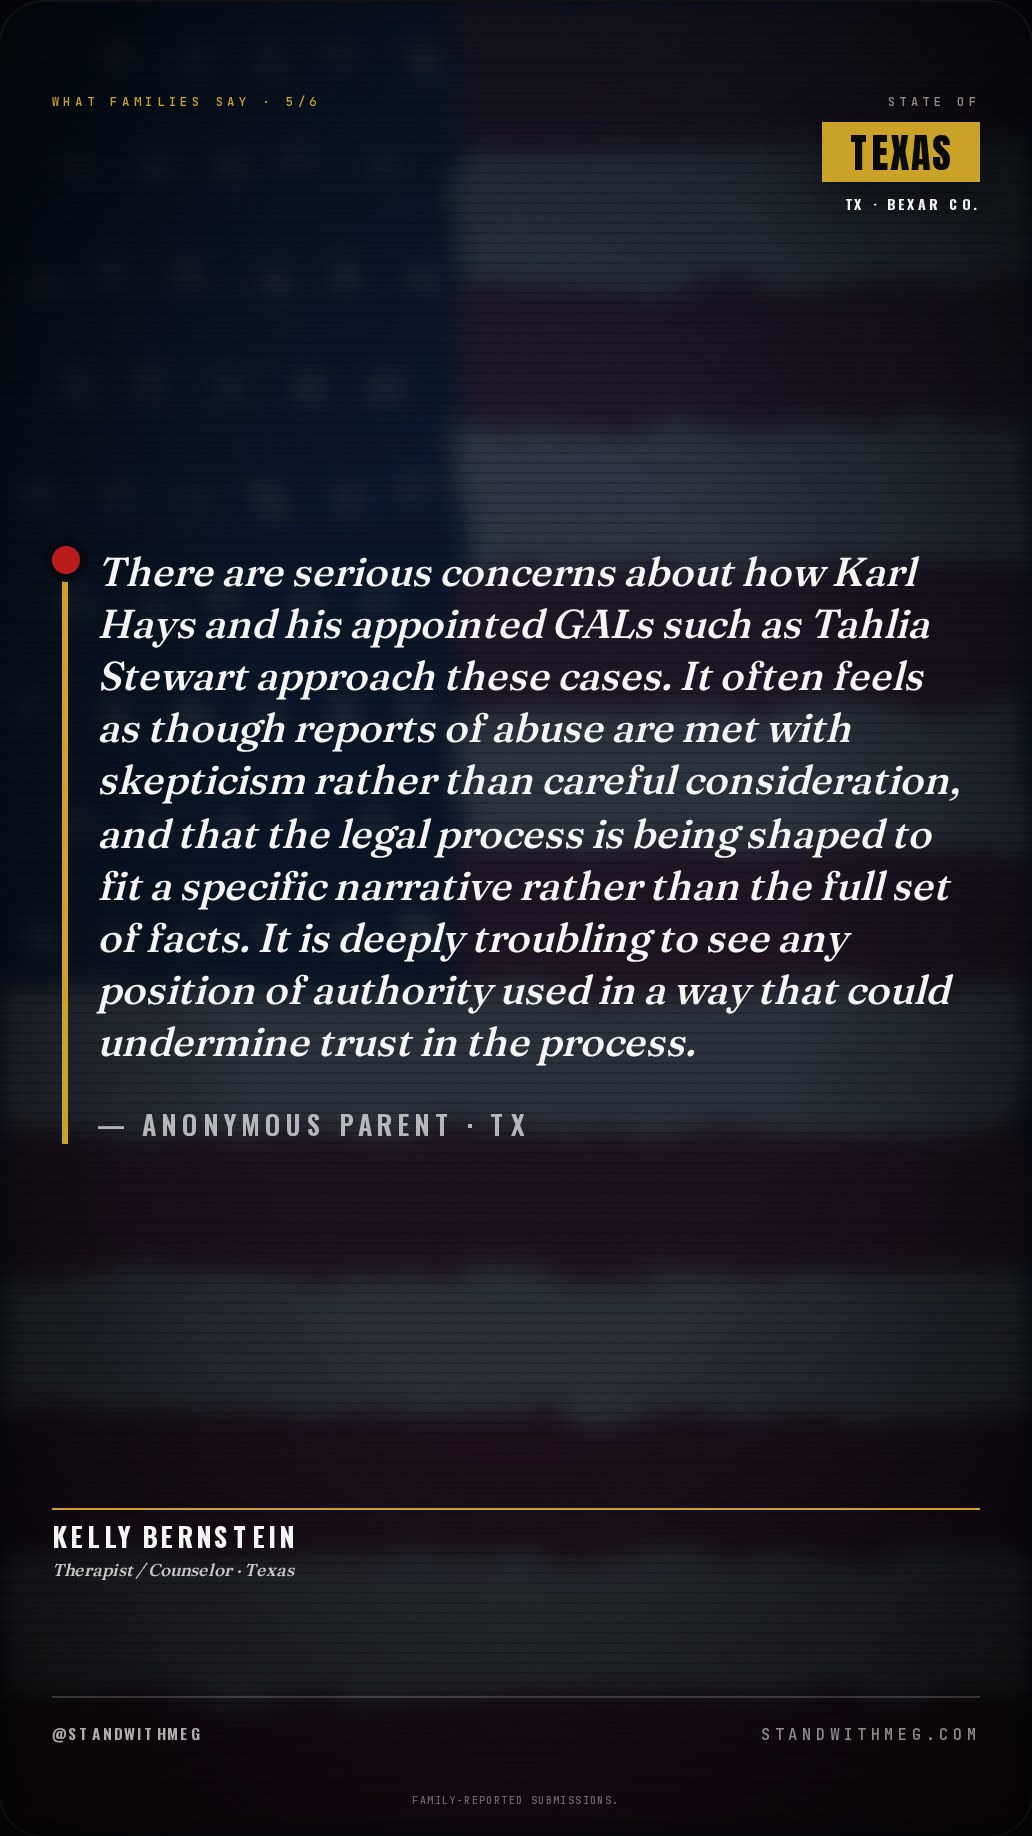 WHAT FAMILIES SAY · 5/6
STATE OF
TEXAS
TX · BEXAR CO.
There are serious concerns about how Karl
Hays and his appointed GALs such as Tahlia
Stewart approach these cases. It often feels
as though reports of abuse are met with
skepticism rather than careful consideration,
and that the legal process is being shaped to
fit a specific narrative rather than the full set
of facts. It is deeply troubling to see any
position of authority used in a way that could
undermine trust in the process.
— ANONYMOUS PARENT · TX
KELLY BERNSTEIN
Therapist / Counselor · Texas
@STANDWITHMEG
STANDWITHMEG.COM
FAMILY-REPORTED SUBMISSIONS.